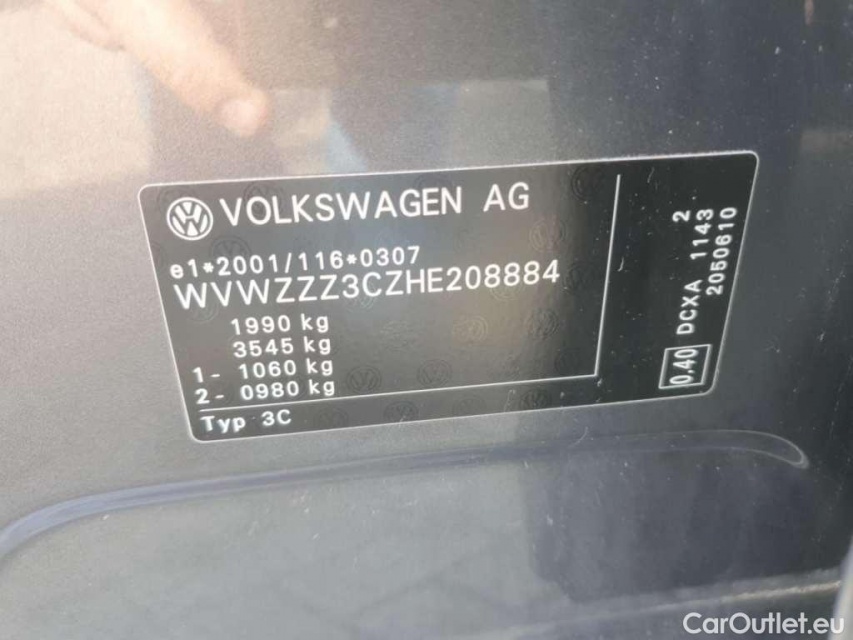 VOLKSWAGEN AG
e1*2001/116*0307
WVWZZZ3CZHE208884
1990 kg
3545 kg
1- 1060 kg
2- 0980 kg
Typ 3C
0.40 DCXA 1143 2
2050610
CarOutlet.eu